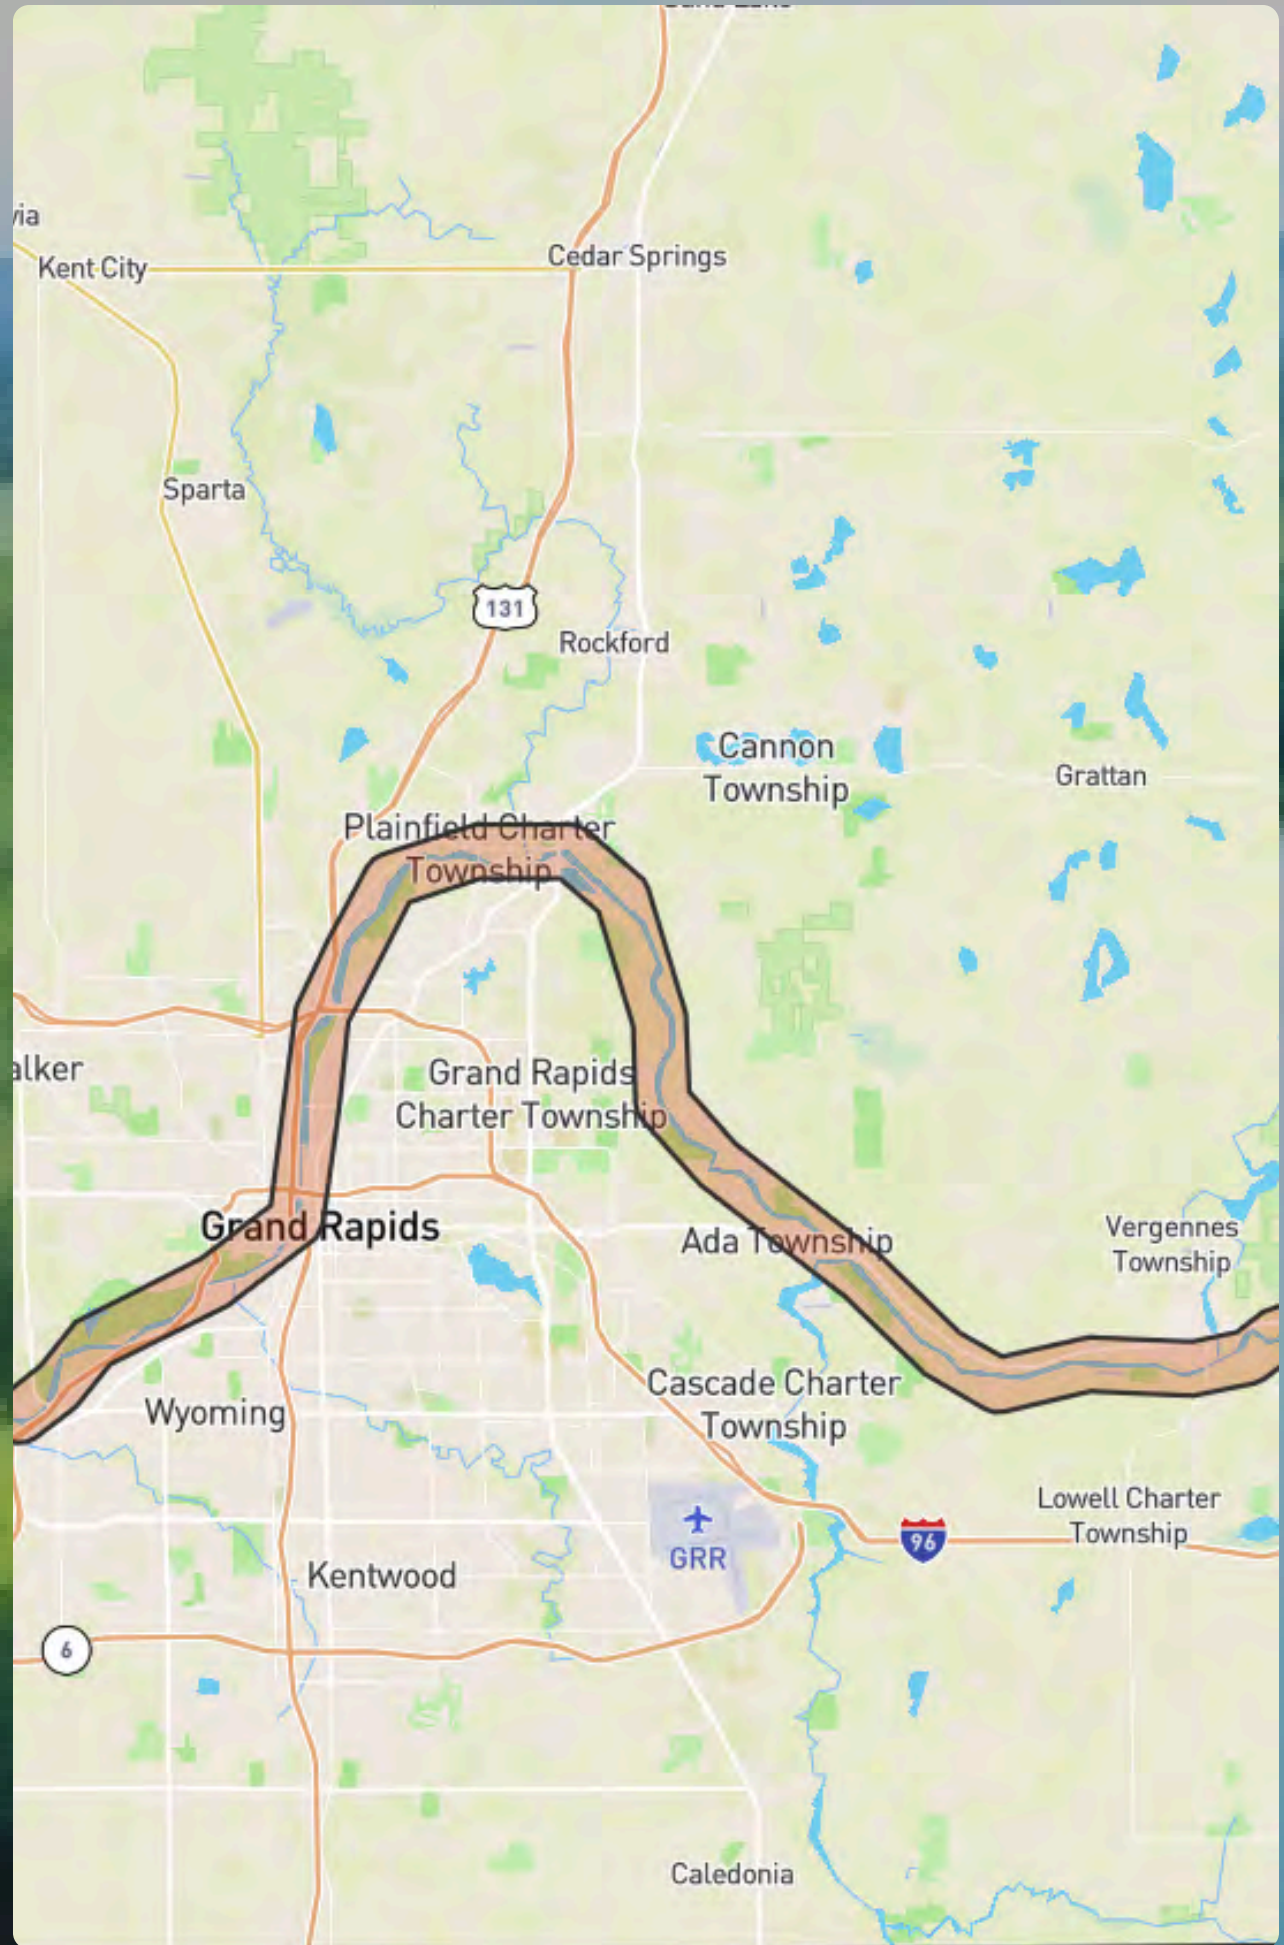 Kent City
Cedar Springs
Sparta
131
Rockford
Cannon
Township
Grattan
Plainfield Charter
Township
alker
Grand Rapids
Charter Township
Grand Rapids
Ada Township
Vergennes
Township
Cascade Charter
Township
Wyoming
Lowell Charter
Township
96
GRR
Kentwood
6
Caledonia